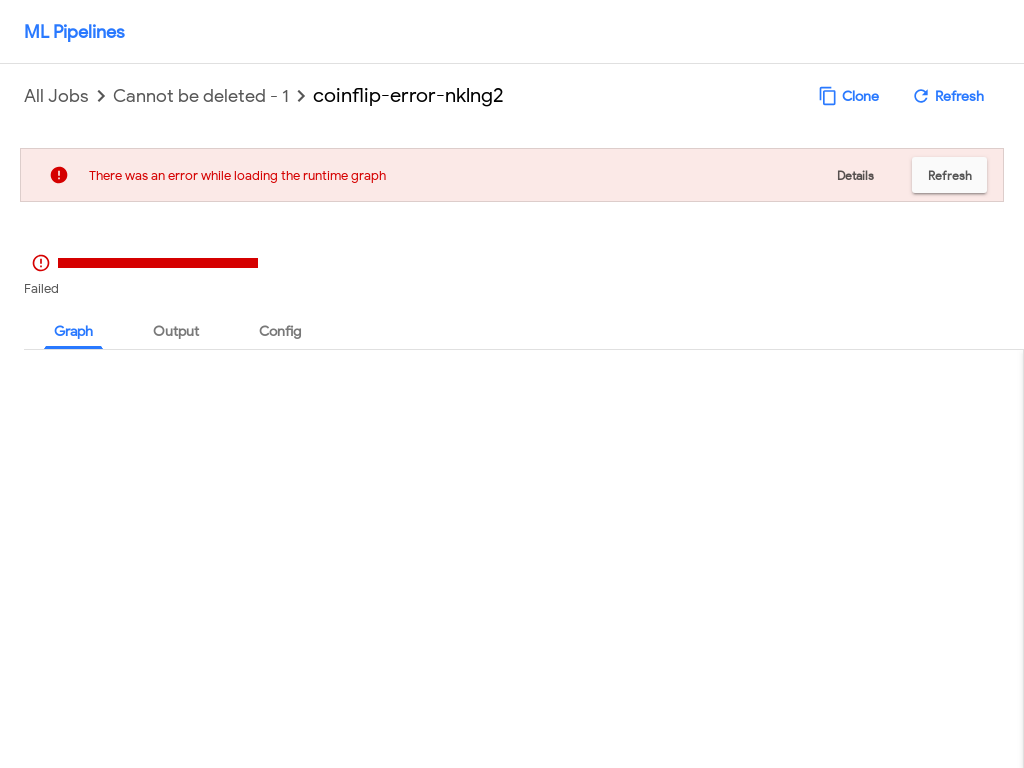 ML Pipelines
All Jobs > Cannot be deleted - 1 > coinflip-error-nklng2
Clone
Refresh
There was an error while loading the runtime graph
Details
Refresh
Failed
Graph
Output
Config